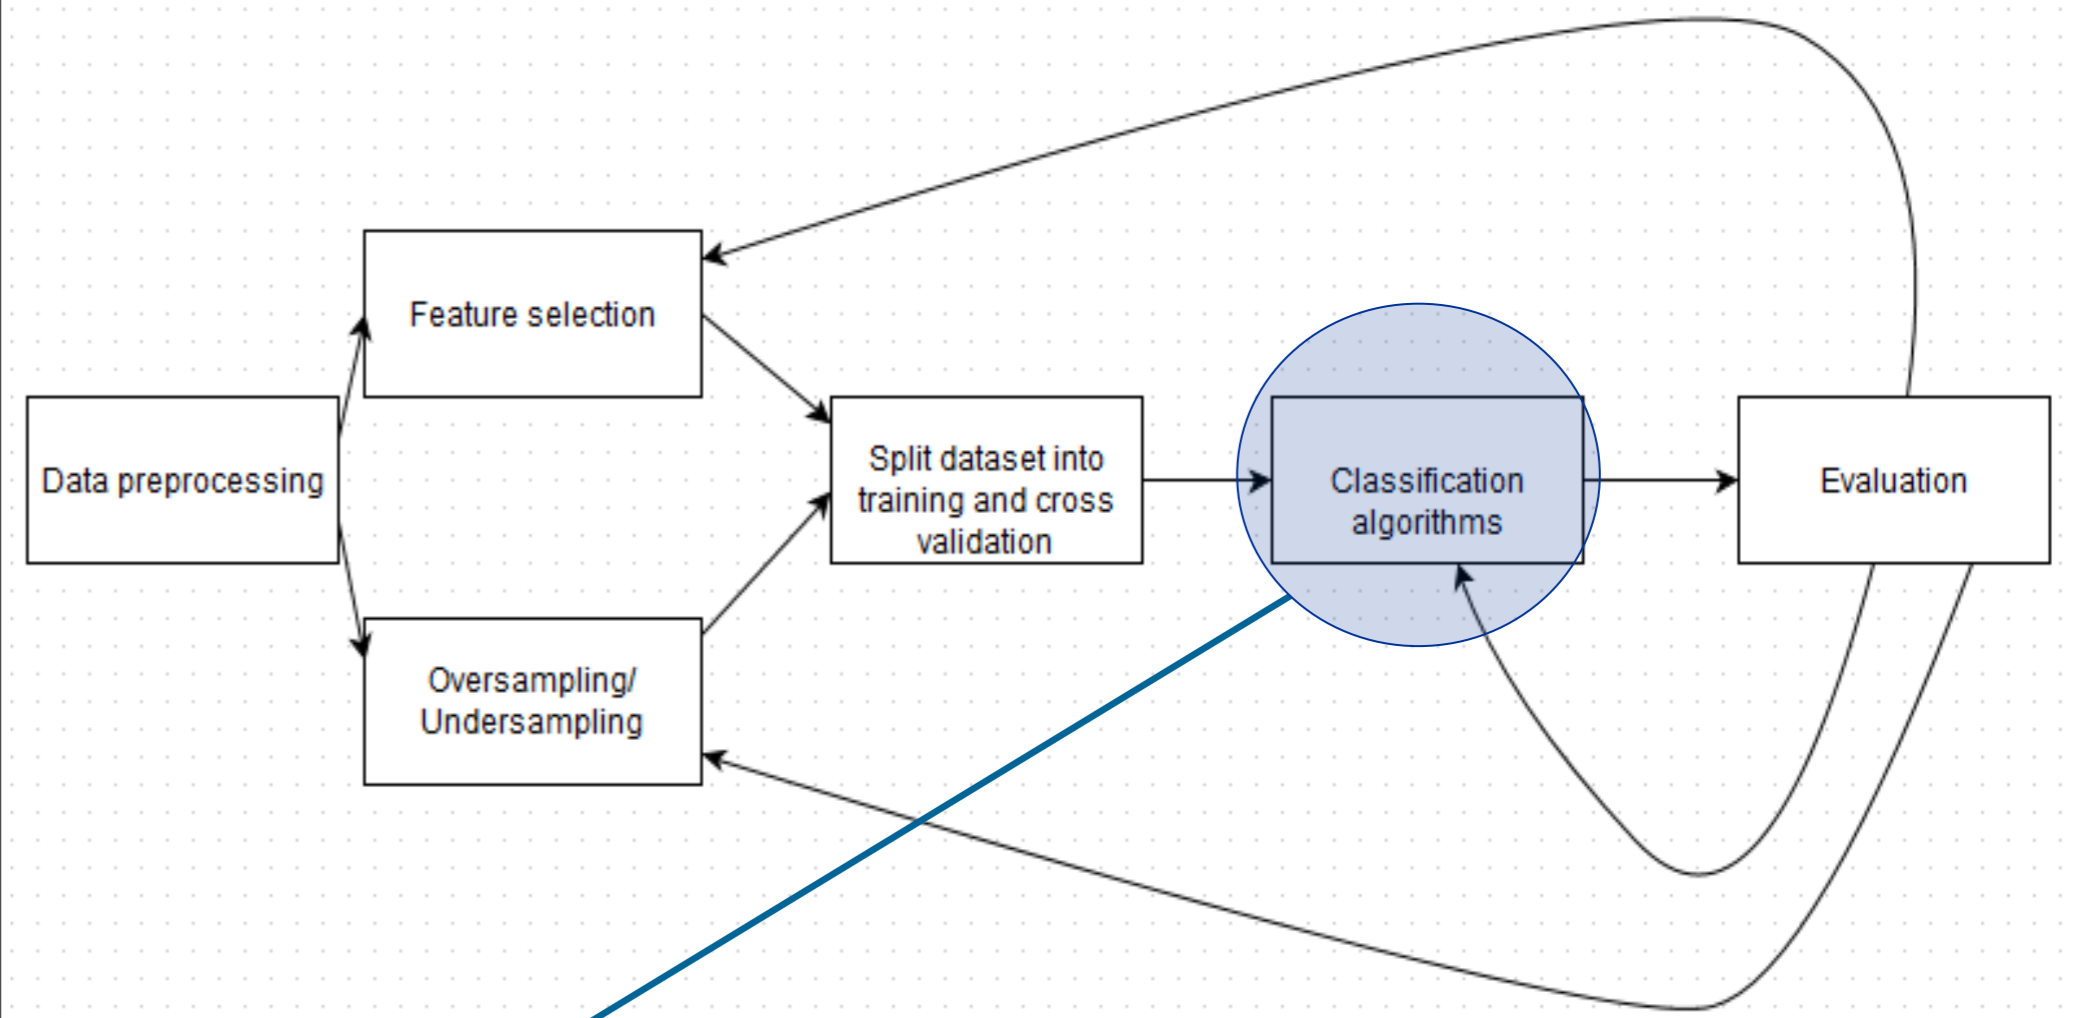 Data preprocessing
Feature selection
Oversampling/
Undersampling
Split dataset into
training and cross
validation
Classification
algorithms
Evaluation